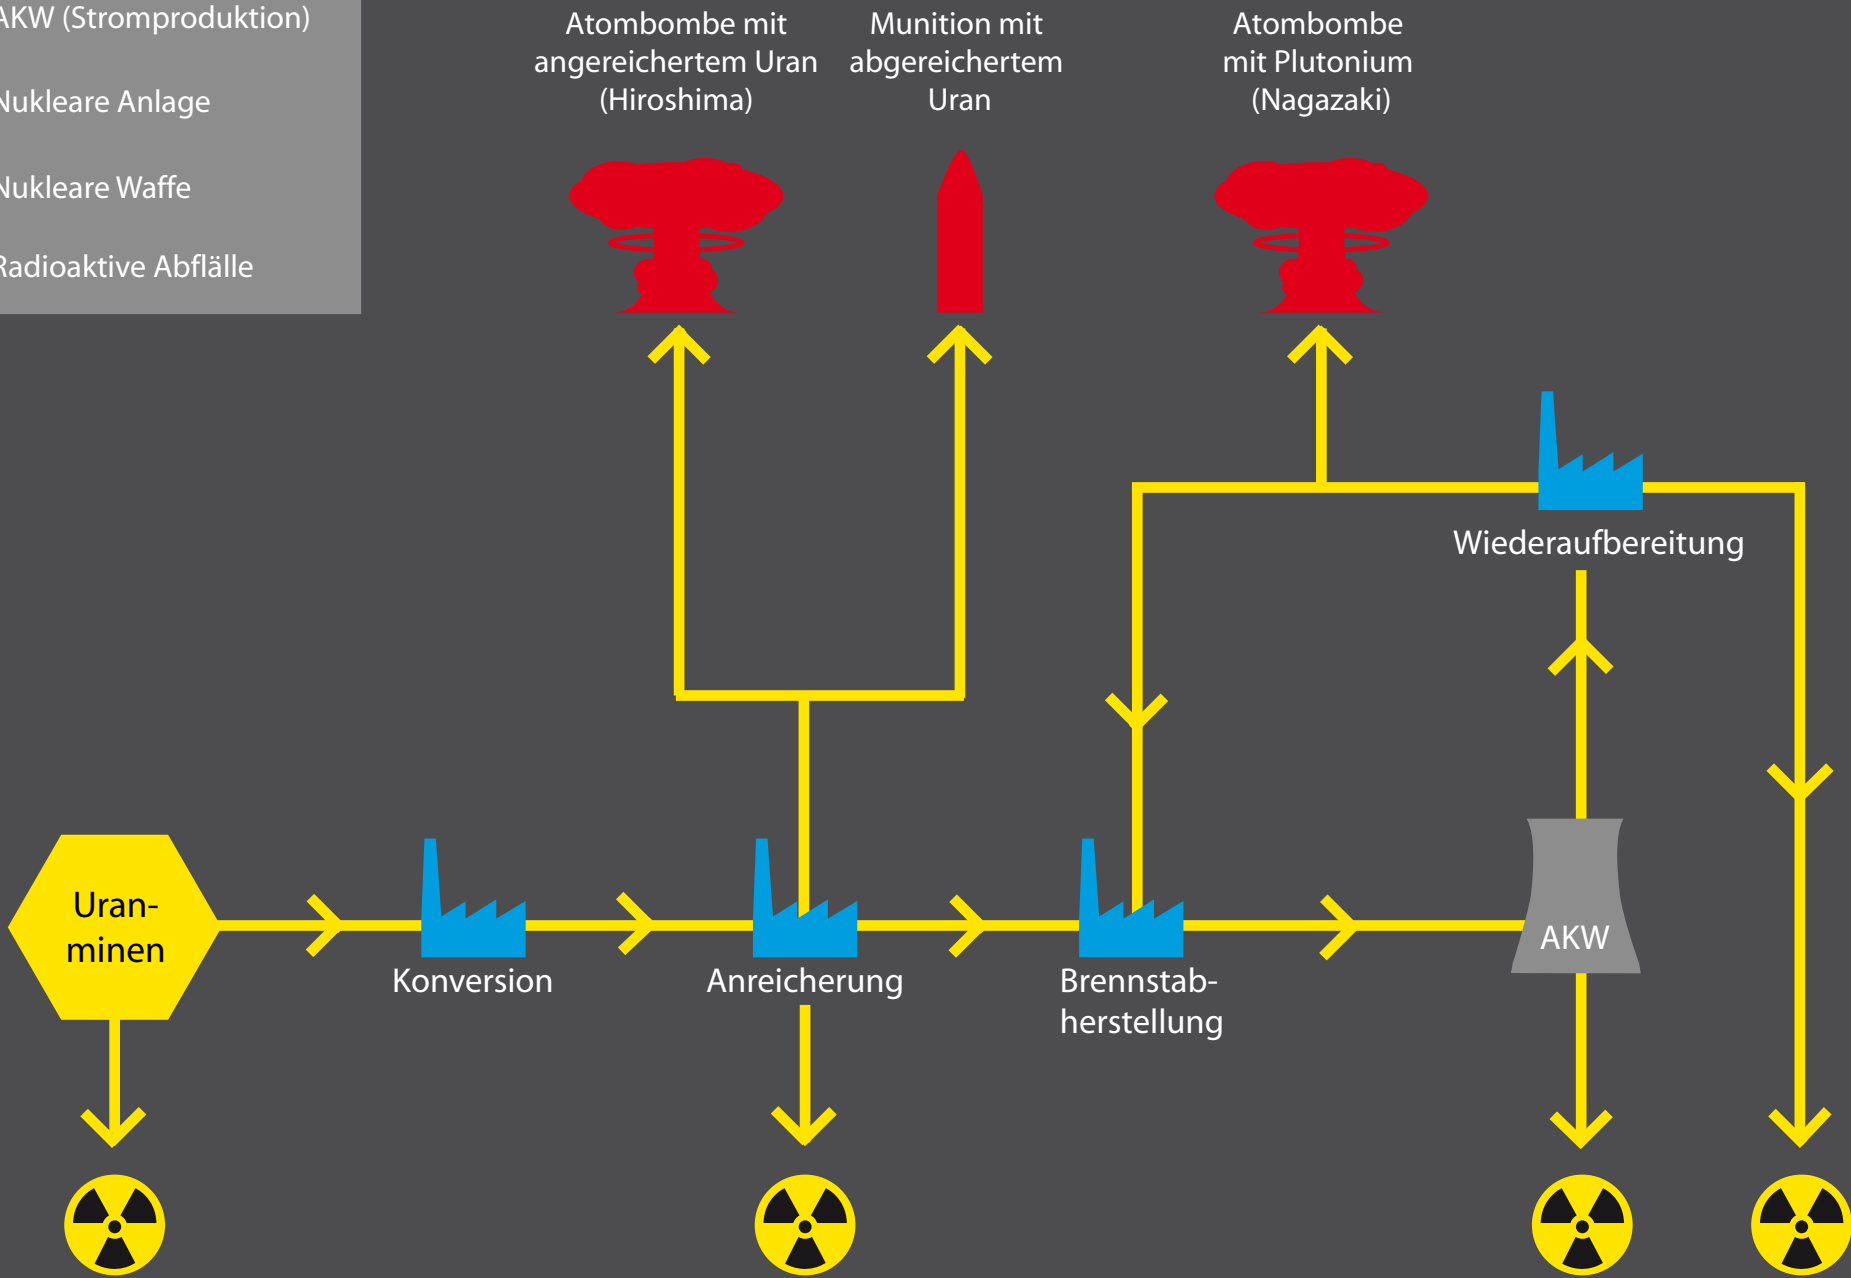 AKW (Stromproduktion)
Nukleare Anlage
Nukleare Waffe
Radioaktive Abflälle
Atombombe mit
angereichertem Uran
(Hiroshima)
Munition mit
abgereichertem
Uran
Atombombe
mit Plutonium
(Nagazaki)
Wiederaufbereitung
Uran-
minen
Konversion
Anreicherung
Brennstab-
herstellung
AKW